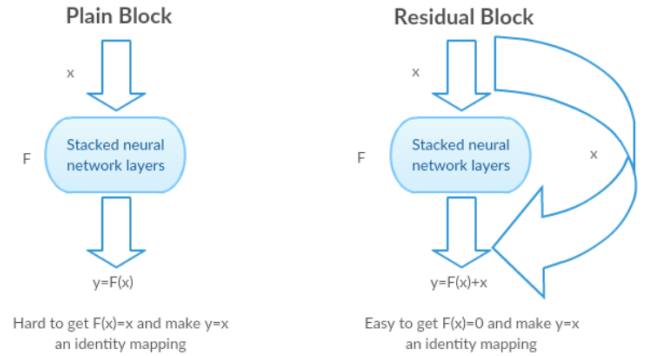 Plain Block
x
F
Stacked neural
network layers
y=F(x)
Hard to get F(x)=x and make y=x
an identity mapping
Residual Block
x
F
Stacked neural
network layers
x
y=F(x)+x
Easy to get F(x)=0 and make y=x
an identity mapping